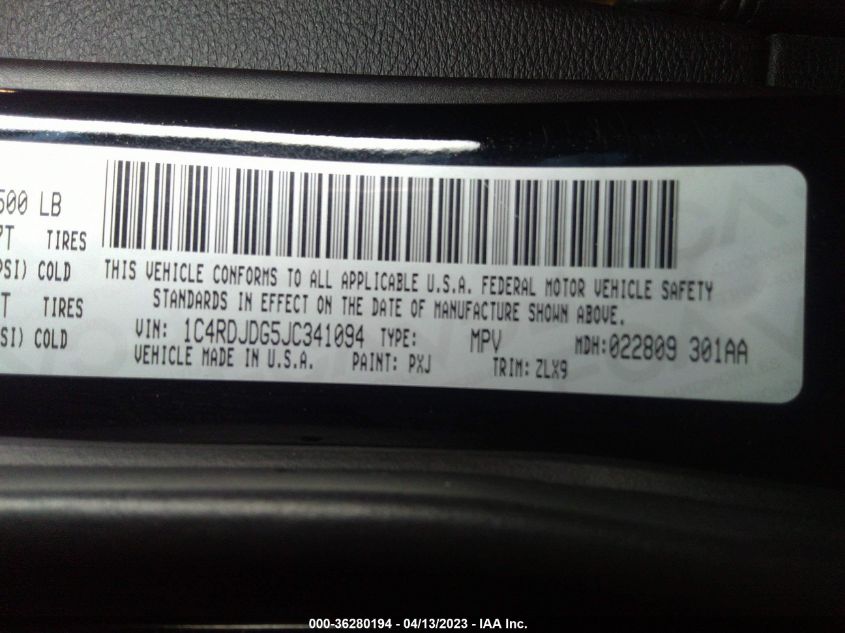 500 LB
TIRES
PSI) COLD
THIS VEHICLE CONFORMS TO ALL APPLICABLE U.S.A. FEDERAL MOTOR VEHICLE SAFETY
T TIRES
STANDARDS IN EFFECT ON THE DATE OF MANUFACTURE SHOWN ABOVE.
SI) COLD
VIN: 1C4RDJDG5JC341094 TYPE: MPV MDH:022809 301AA
VEHICLE MADE IN U.S.A. PAINT: PXJ TRIM: ZLX9
000-36280194 - 04/13/2023 - IAA Inc.